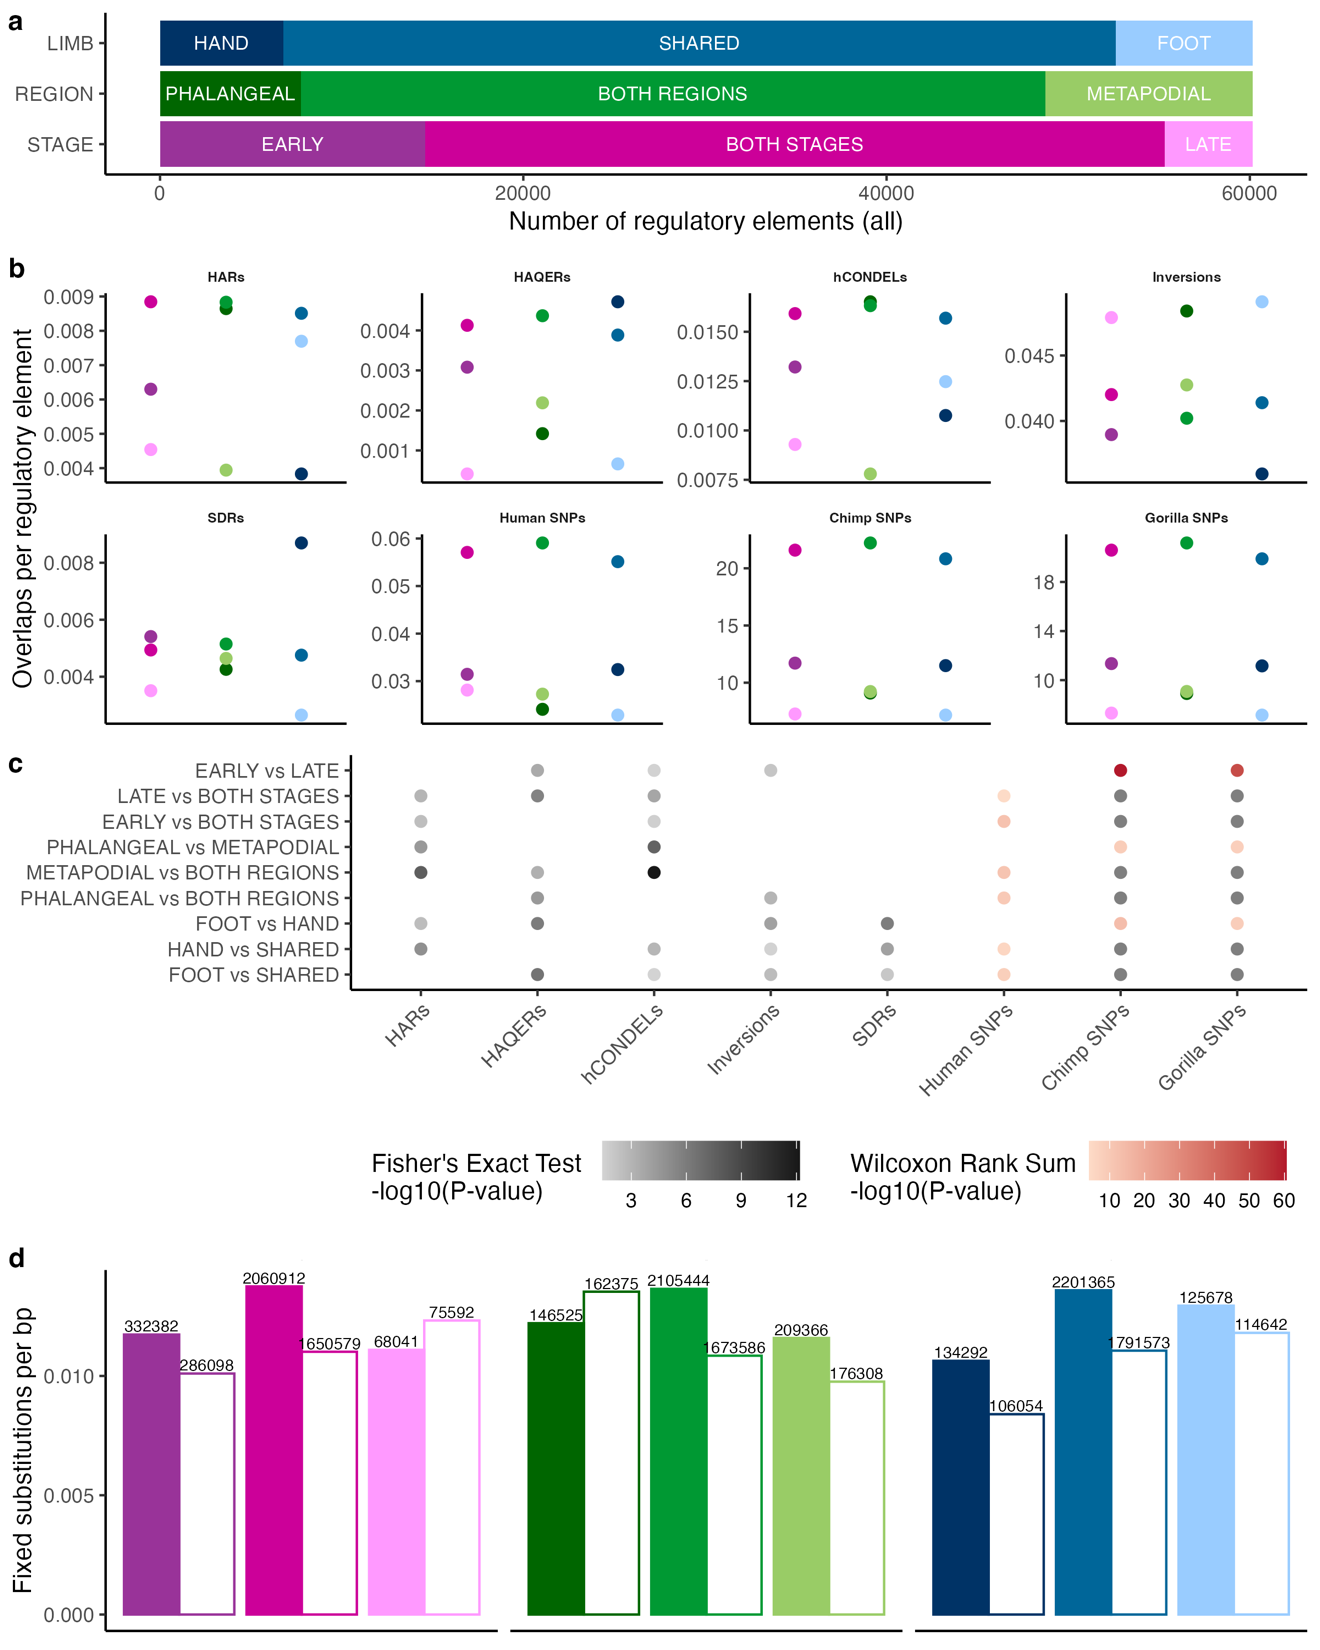 a
LIMB
HAND
SHARED
FOOT
REGION
PHALANGEAL
BOTH REGIONS
METAPODIAL
STAGE
EARLY
BOTH STAGES
LATE
0
20000
40000
60000
Number of regulatory elements (all)
b
Overlaps per regulatory element
HARs
0.009
0.008
0.007
0.006
0.005
0.004
HAQERs
0.004
0.003
0.002
0.001
hCONDELs
0.0150
0.0125
0.0100
0.0075
Inversions
0.045
0.040
SDRs
0.008
0.006
0.004
Human SNPs
0.06
0.05
0.04
0.03
Chimp SNPs
20
15
10
Gorilla SNPs
18
14
10
c
EARLY vs LATE
LATE vs BOTH STAGES
EARLY vs BOTH STAGES
PHALANGEAL vs METAPODIAL
METAPODIAL vs BOTH REGIONS
PHALANGEAL vs BOTH REGIONS
FOOT vs HAND
HAND vs SHARED
FOOT vs SHARED
HARs
HAQERs
hCONDELs
Inversions
SDRs
Human SNPs
Chimp SNPs
Gorilla SNPs
Fisher's Exact Test
-log10(P-value)
3 6 9 12
Wilcoxon Rank Sum
-log10(P-value)
10 20 30 40 50 60
d
Fixed substitutions per bp
0.010
0.005
0.000
332382
286098
2060912
1650579
68041
75592
146525
162375
2105444
1673586
209366
176308
134292
106054
2201365
1791573
125678
114642